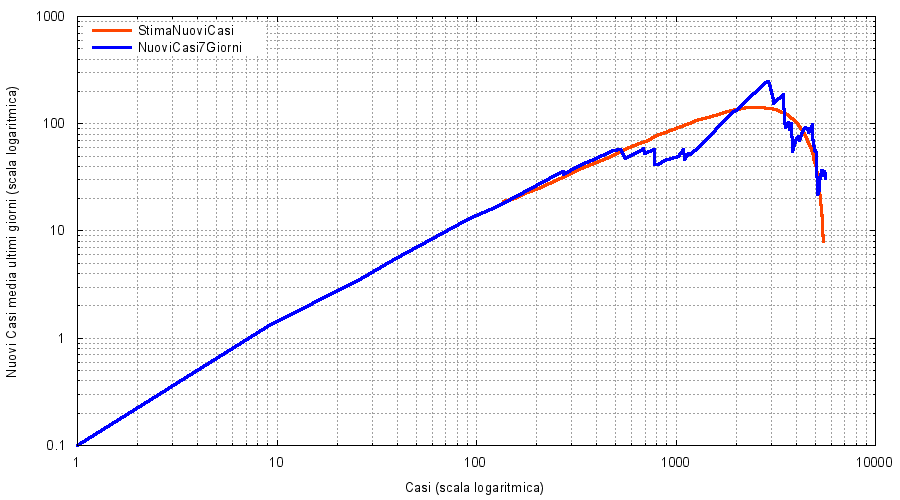 1000
100
10
1
0.1
StimaNuoviCasi
NuoviCasi7Giorni
Nuovi Casi media ultimi giorni (scala logaritmica)
1 10 100 1000 10000
Casi (scala logaritmica)